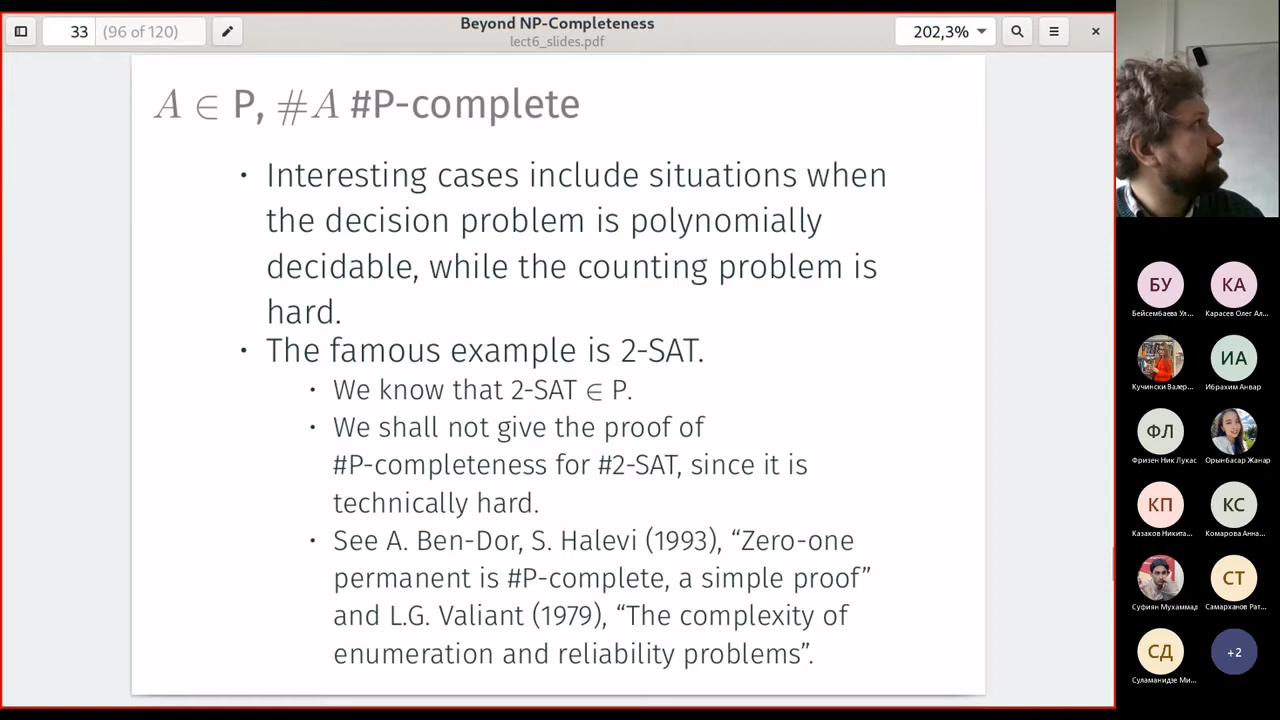 Beyond NP-Completeness
lect6_slides.pdf
33 (96 of 120)
202,3%
A ∈ P, #A #P-complete
• Interesting cases include situations when
the decision problem is polynomially
decidable, while the counting problem is
hard.
• The famous example is 2-SAT.
• We know that 2-SAT ∈ P.
• We shall not give the proof of
#P-completeness for #2-SAT, since it is
technically hard.
• See A. Ben-Dor, S. Halevi (1993), “Zero-one
permanent is #P-complete, a simple proof”
and L.G. Valiant (1979), “The complexity of
enumeration and reliability problems”.
БУ
Бейсембаева Ул...
КА
Карасев Олег Ал...
Кучински Валер...
ИА
Ибрахим Анвар
ФЛ
Фризен Ник Лукас
Орынбасар Жанар
КП
Казаков Никита...
КС
Комарова Анна...
Суфиян Мухаммад
СТ
Самарханов Рат...
СД
Суламанидзе Ми...
+2